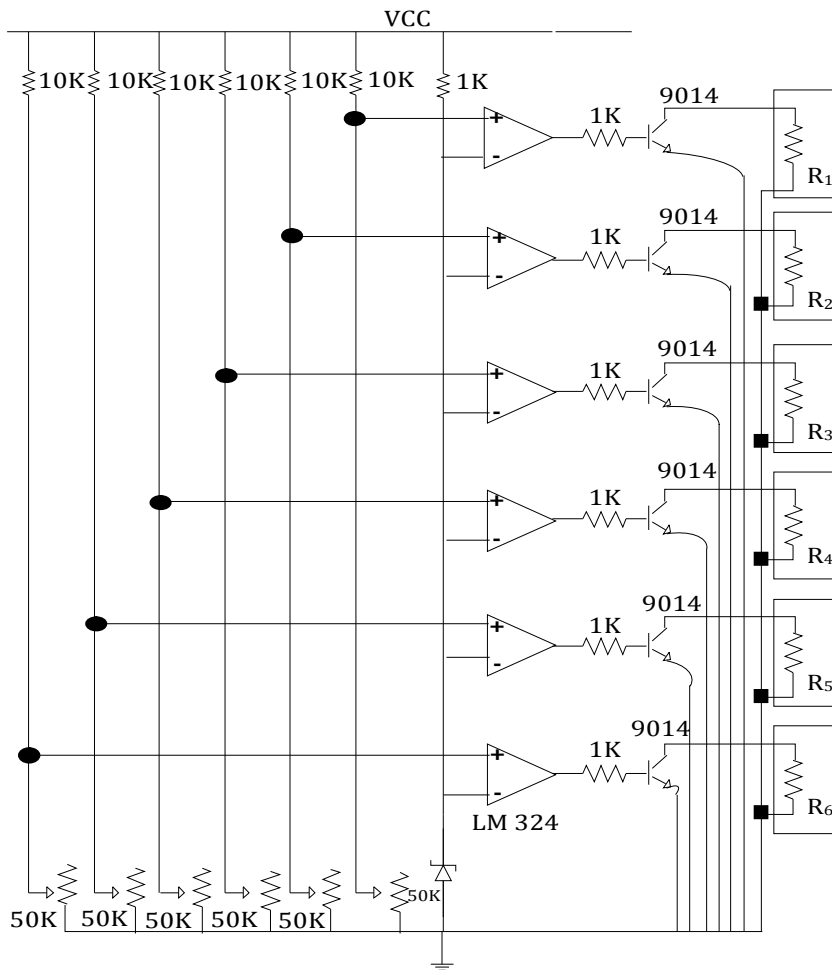 VCC
10K 10K 10K 10K 10K 10K 1K
9014
1K
+
-
R₁
9014
1K
+
-
R₂
9014
1K
+
-
R₃
9014
1K
+
-
R₄
9014
1K
+
-
R₅
9014
1K
+
-
R₆
LM 324
50K 50K 50K 50K 50K 50K